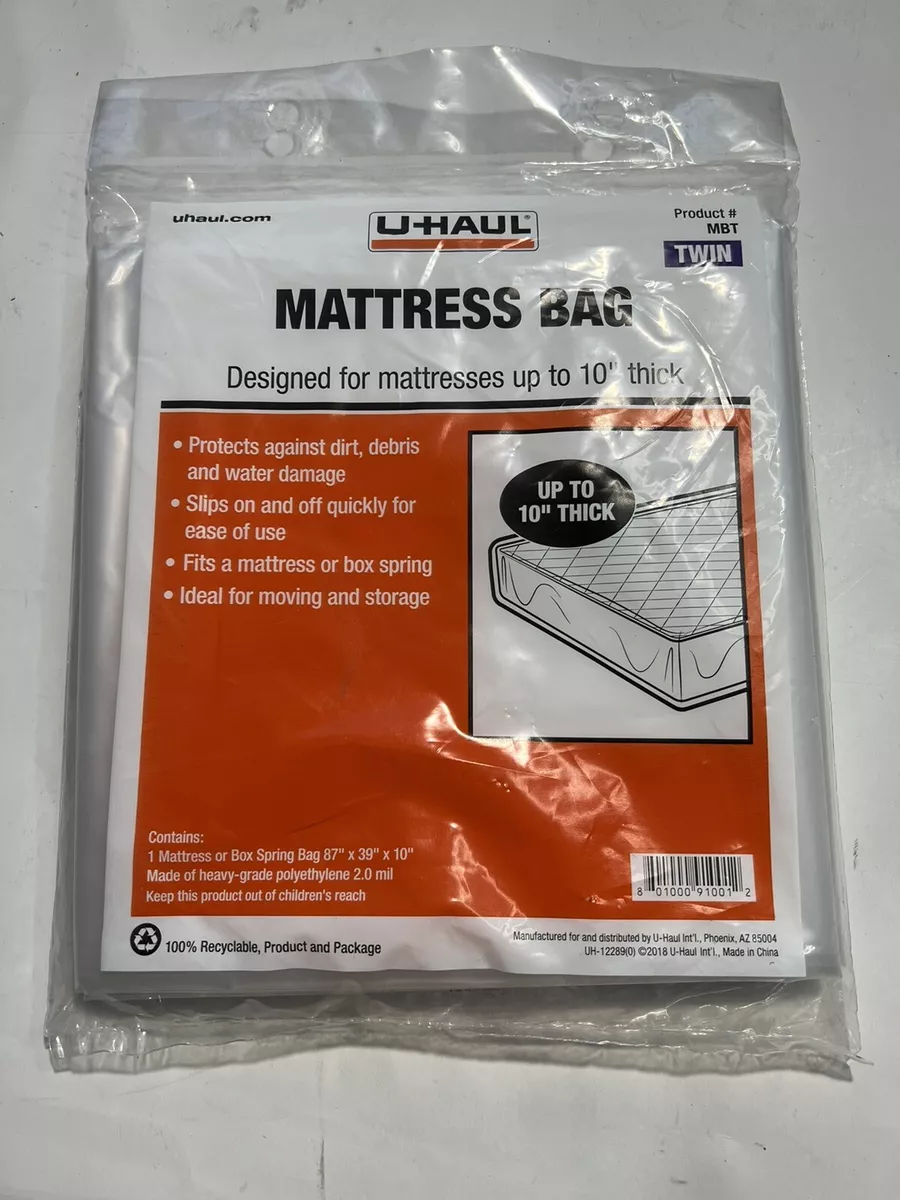 uhaul.com
U-HAUL®
Product #
MBT
TWIN
MATTRESS BAG
Designed for mattresses up to 10" thick
• Protects against dirt, debris
and water damage
• Slips on and off quickly for
ease of use
• Fits a mattress or box spring
• Ideal for moving and storage
UP TO
10" THICK
Contains:
1 Mattress or Box Spring Bag 87" x 39" x 10"
Made of heavy-grade polyethylene 2.0 mil
Keep this product out of children's reach
8 01000 91001 2
100% Recyclable, Product and Package
Manufactured for and distributed by U-Haul Int'l., Phoenix, AZ 85004
UH-12289(0) ©2018 U-Haul Int'l., Made in China